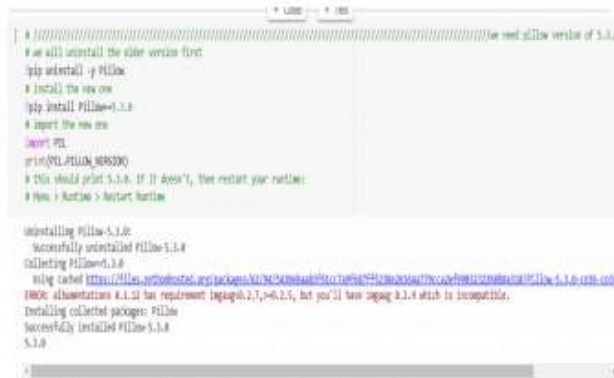 + Code + Text
# ////////////////////////////////////////////////////////////////////////////////////////////////////we need pillow version of 5.3.0
# we will uninstall the older version first
!pip uninstall -y Pillow
# install the new one
!pip install Pillow==5.3.0
# import the new one
import PIL
print(PIL.PILLOW_VERSION)
# this should print 5.3.0. If it doesn't, then restart your runtime:
# Menu > Runtime > Restart Runtime
Uninstalling Pillow-5.3.0:
Successfully uninstalled Pillow-5.3.0
Collecting Pillow==5.3.0
Using cached
ERROR: albumentations 0.1.12 has requirement imgaug<0.2.7,>=0.2.5, but you'll have imgaug 0.2.9 which is incompatible.
Installing collected packages: Pillow
Successfully installed Pillow-5.3.0
5.3.0